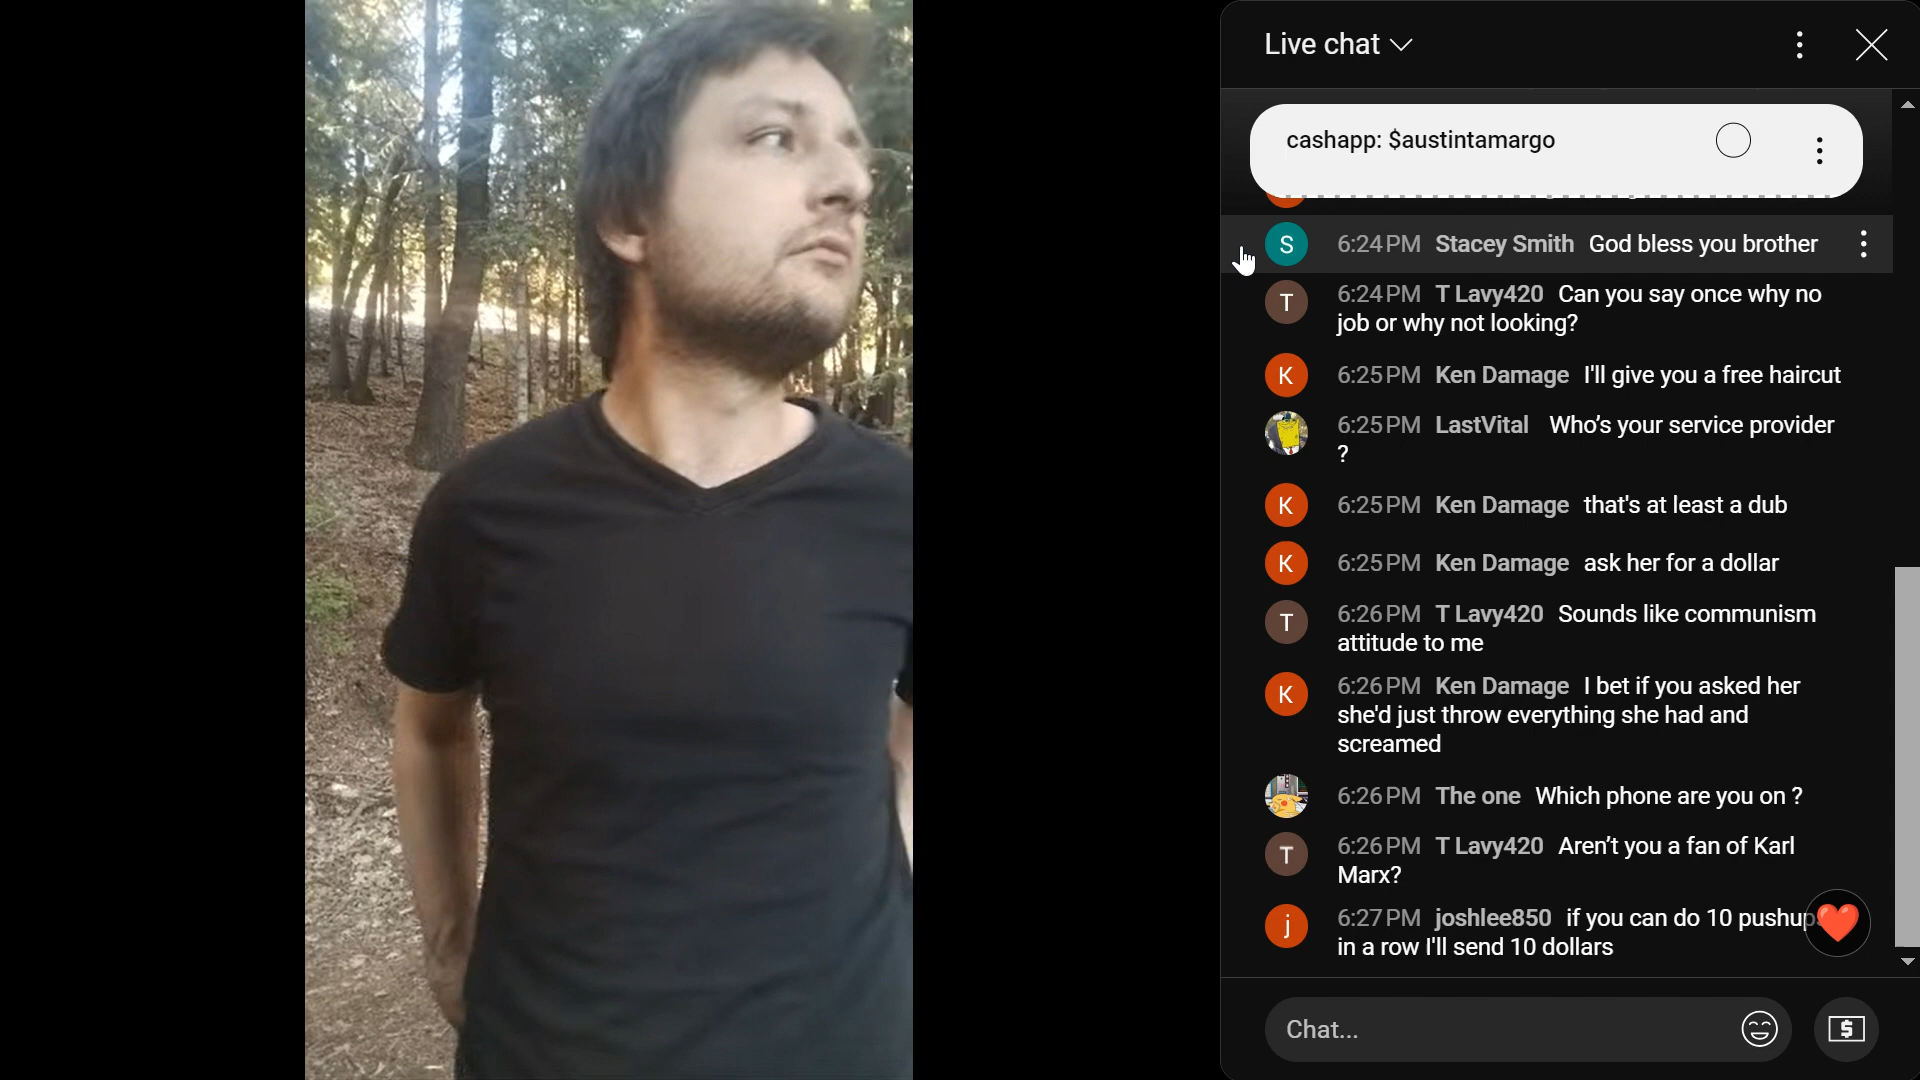 Live chat
cashapp: $austintamargo
S 6:24 PM Stacey Smith God bless you brother
T 6:24 PM T Lavy420 Can you say once why no
job or why not looking?
K 6:25 PM Ken Damage I'll give you a free haircut
6:25 PM LastVital Who’s your service provider
?
K 6:25 PM Ken Damage that's at least a dub
K 6:25 PM Ken Damage ask her for a dollar
T 6:26 PM T Lavy420 Sounds like communism
attitude to me
K 6:26 PM Ken Damage I bet if you asked her
she'd just throw everything she had and
screamed
6:26 PM The one Which phone are you on ?
T 6:26 PM T Lavy420 Aren’t you a fan of Karl
Marx?
j 6:27 PM joshlee850 if you can do 10 pushups
in a row I'll send 10 dollars
Chat...
$